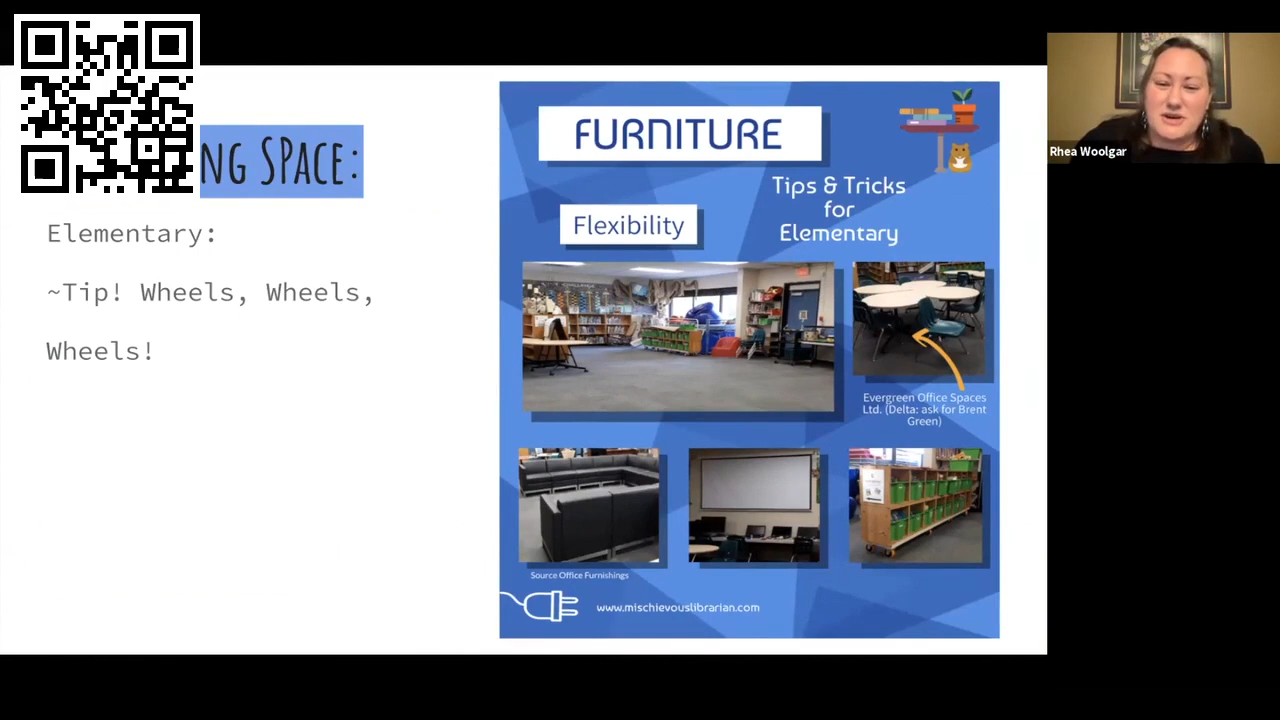 NG SPACE:
Elementary:
~Tip! Wheels, Wheels,
Wheels!
FURNITURE
Tips & Tricks
for
Elementary
Flexibility
Evergreen Office Spaces
Ltd. (Delta: ask for Brent
Green)
Source Office Furnishings
www.mischievouslibrarian.com
Rhea Woolgar